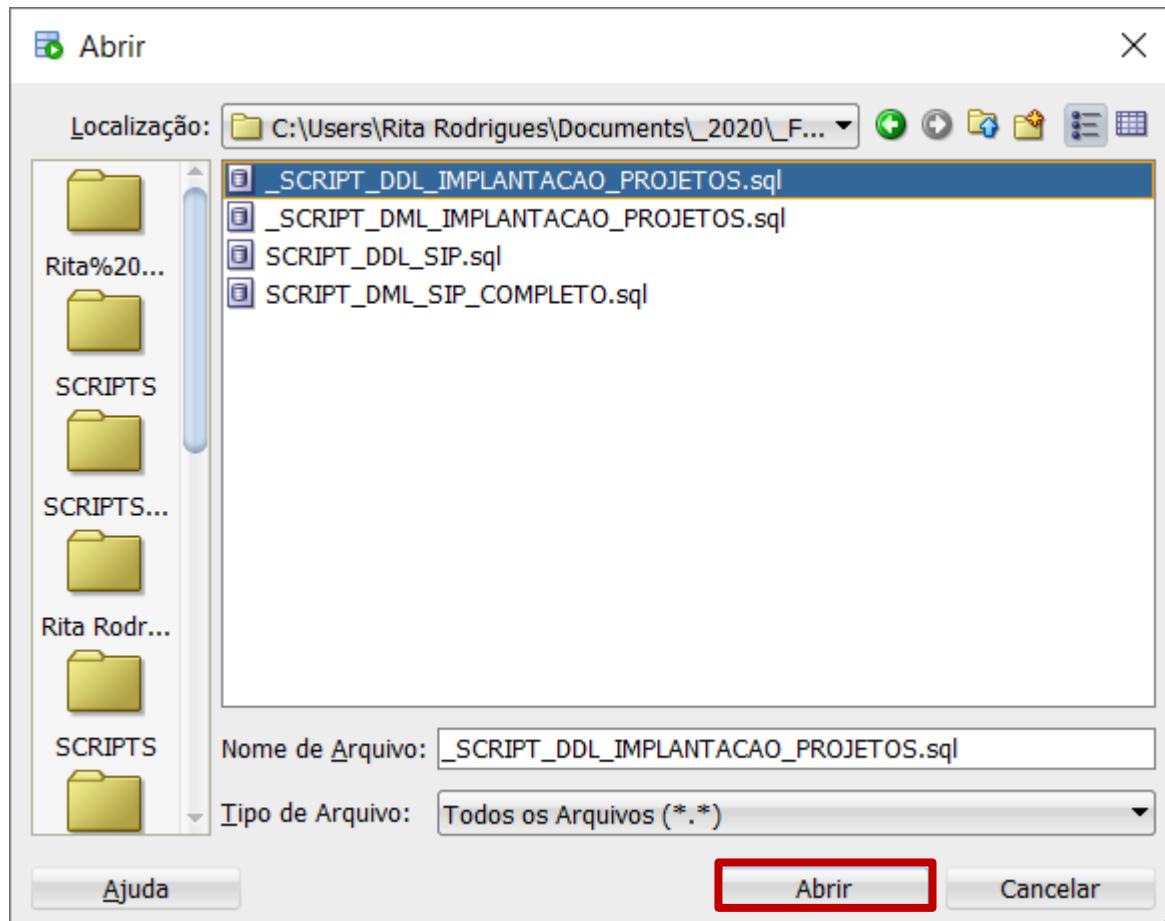 Abrir
Localização: C:\Users\Rita Rodrigues\Documents\_2020\_F...
Rita%20...
SCRIPTS
SCRIPTS...
Rita Rodr...
SCRIPTS
_SCRIPT_DDL_IMPLANTACAO_PROJETOS.sql
_SCRIPT_DML_IMPLANTACAO_PROJETOS.sql
SCRIPT_DDL_SIP.sql
SCRIPT_DML_SIP_COMPLETO.sql
Nome de Arquivo: _SCRIPT_DDL_IMPLANTACAO_PROJETOS.sql
Tipo de Arquivo: Todos os Arquivos (*.*)
Ajuda Abrir Cancelar